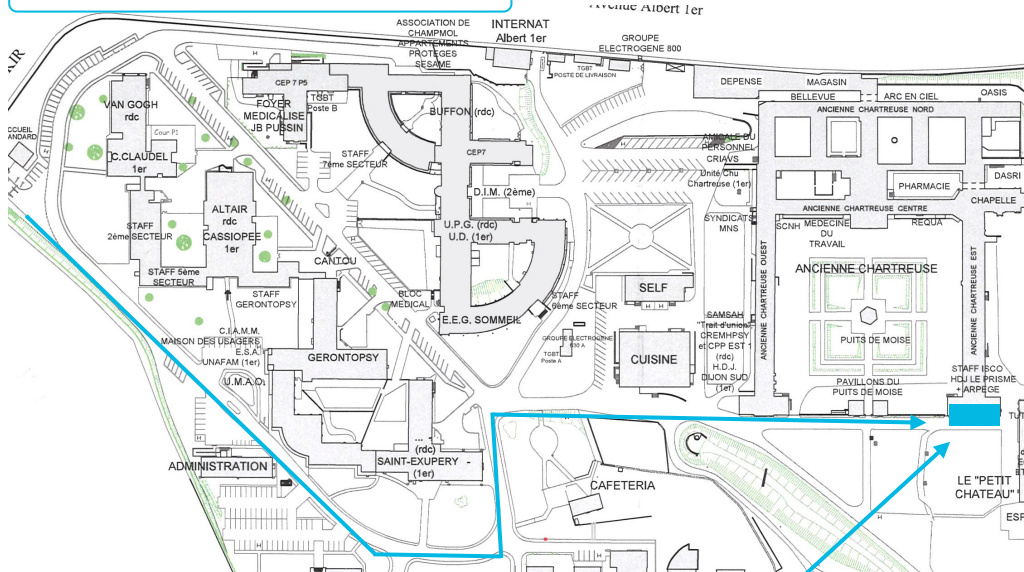 Avenue Albert 1er
ASSOCIATION DE
CHAMPMOL
APPARTEMENTS
PROTEGES
SESAME
INTERNAT
Albert 1er
GROUPE
ELECTROGENE 800
TGBT
POSTE DE LIVRAISON
DEPENSE
MAGASIN
BELLEVUE
ARC EN CIEL
OASIS
ANCIENNE CHARTREUSE NORD
CEP 7 P5
TGBT
Poste B
FOYER
MEDICALISE
JB PUSSIN
BUFFON (rdc)
VAN GOGH
rdc
Cour P1
C.CLAUDEL
1er
STAFF
7ème SECTEUR
CEP7
AMICALE DU
PERSONNEL
CRIAVS
Unité/Chu
Chartreuse (1er)
DASRI
PHARMACIE
CHAPELLE
D.I.M. (2ème)
ALTAIR
rdc
CASSIOPEE
1er
ANCIENNE CHARTREUSE CENTRE
SYNDICATS
MNS
SCNH
MEDECINE
DU
TRAVAIL
REQUA
STAFF
2ème SECTEUR
U.P.G. (rdc)
U.D. (1er)
CANTOU
STAFF 5ème
SECTEUR
ANCIENNE CHARTREUSE OUEST
ANCIENNE CHARTREUSE
ANCIENNE CHARTREUSE EST
STAFF
GERONTOPSY
BLOC
MEDICAL
STAFF
6ème SECTEUR
SELF
E.E.G. SOMMEIL
SAMSAH
"Trait d'union"
CREMHPSY
et CPP EST 1
(rdc)
H.D.J.
DIJON SUD
(1er)
C.I.A.M.M.
MAISON DES USAGERS
E.S.A.
UNAFAM (1er)
GROUPE ELECTROGENE
630 A
TGBT
Poste A
PUITS DE MOISE
GERONTOPSY
CUISINE
U.M.A.O.
PAVILLONS DU
PUITS DE MOISE
STAFF ISCO
HDJ LE PRISME
+ ARPEGE
... (rdc)
SAINT-EXUPERY -
(1er)
ADMINISTRATION
CAFETERIA
LE "PETIT
CHATEAU"